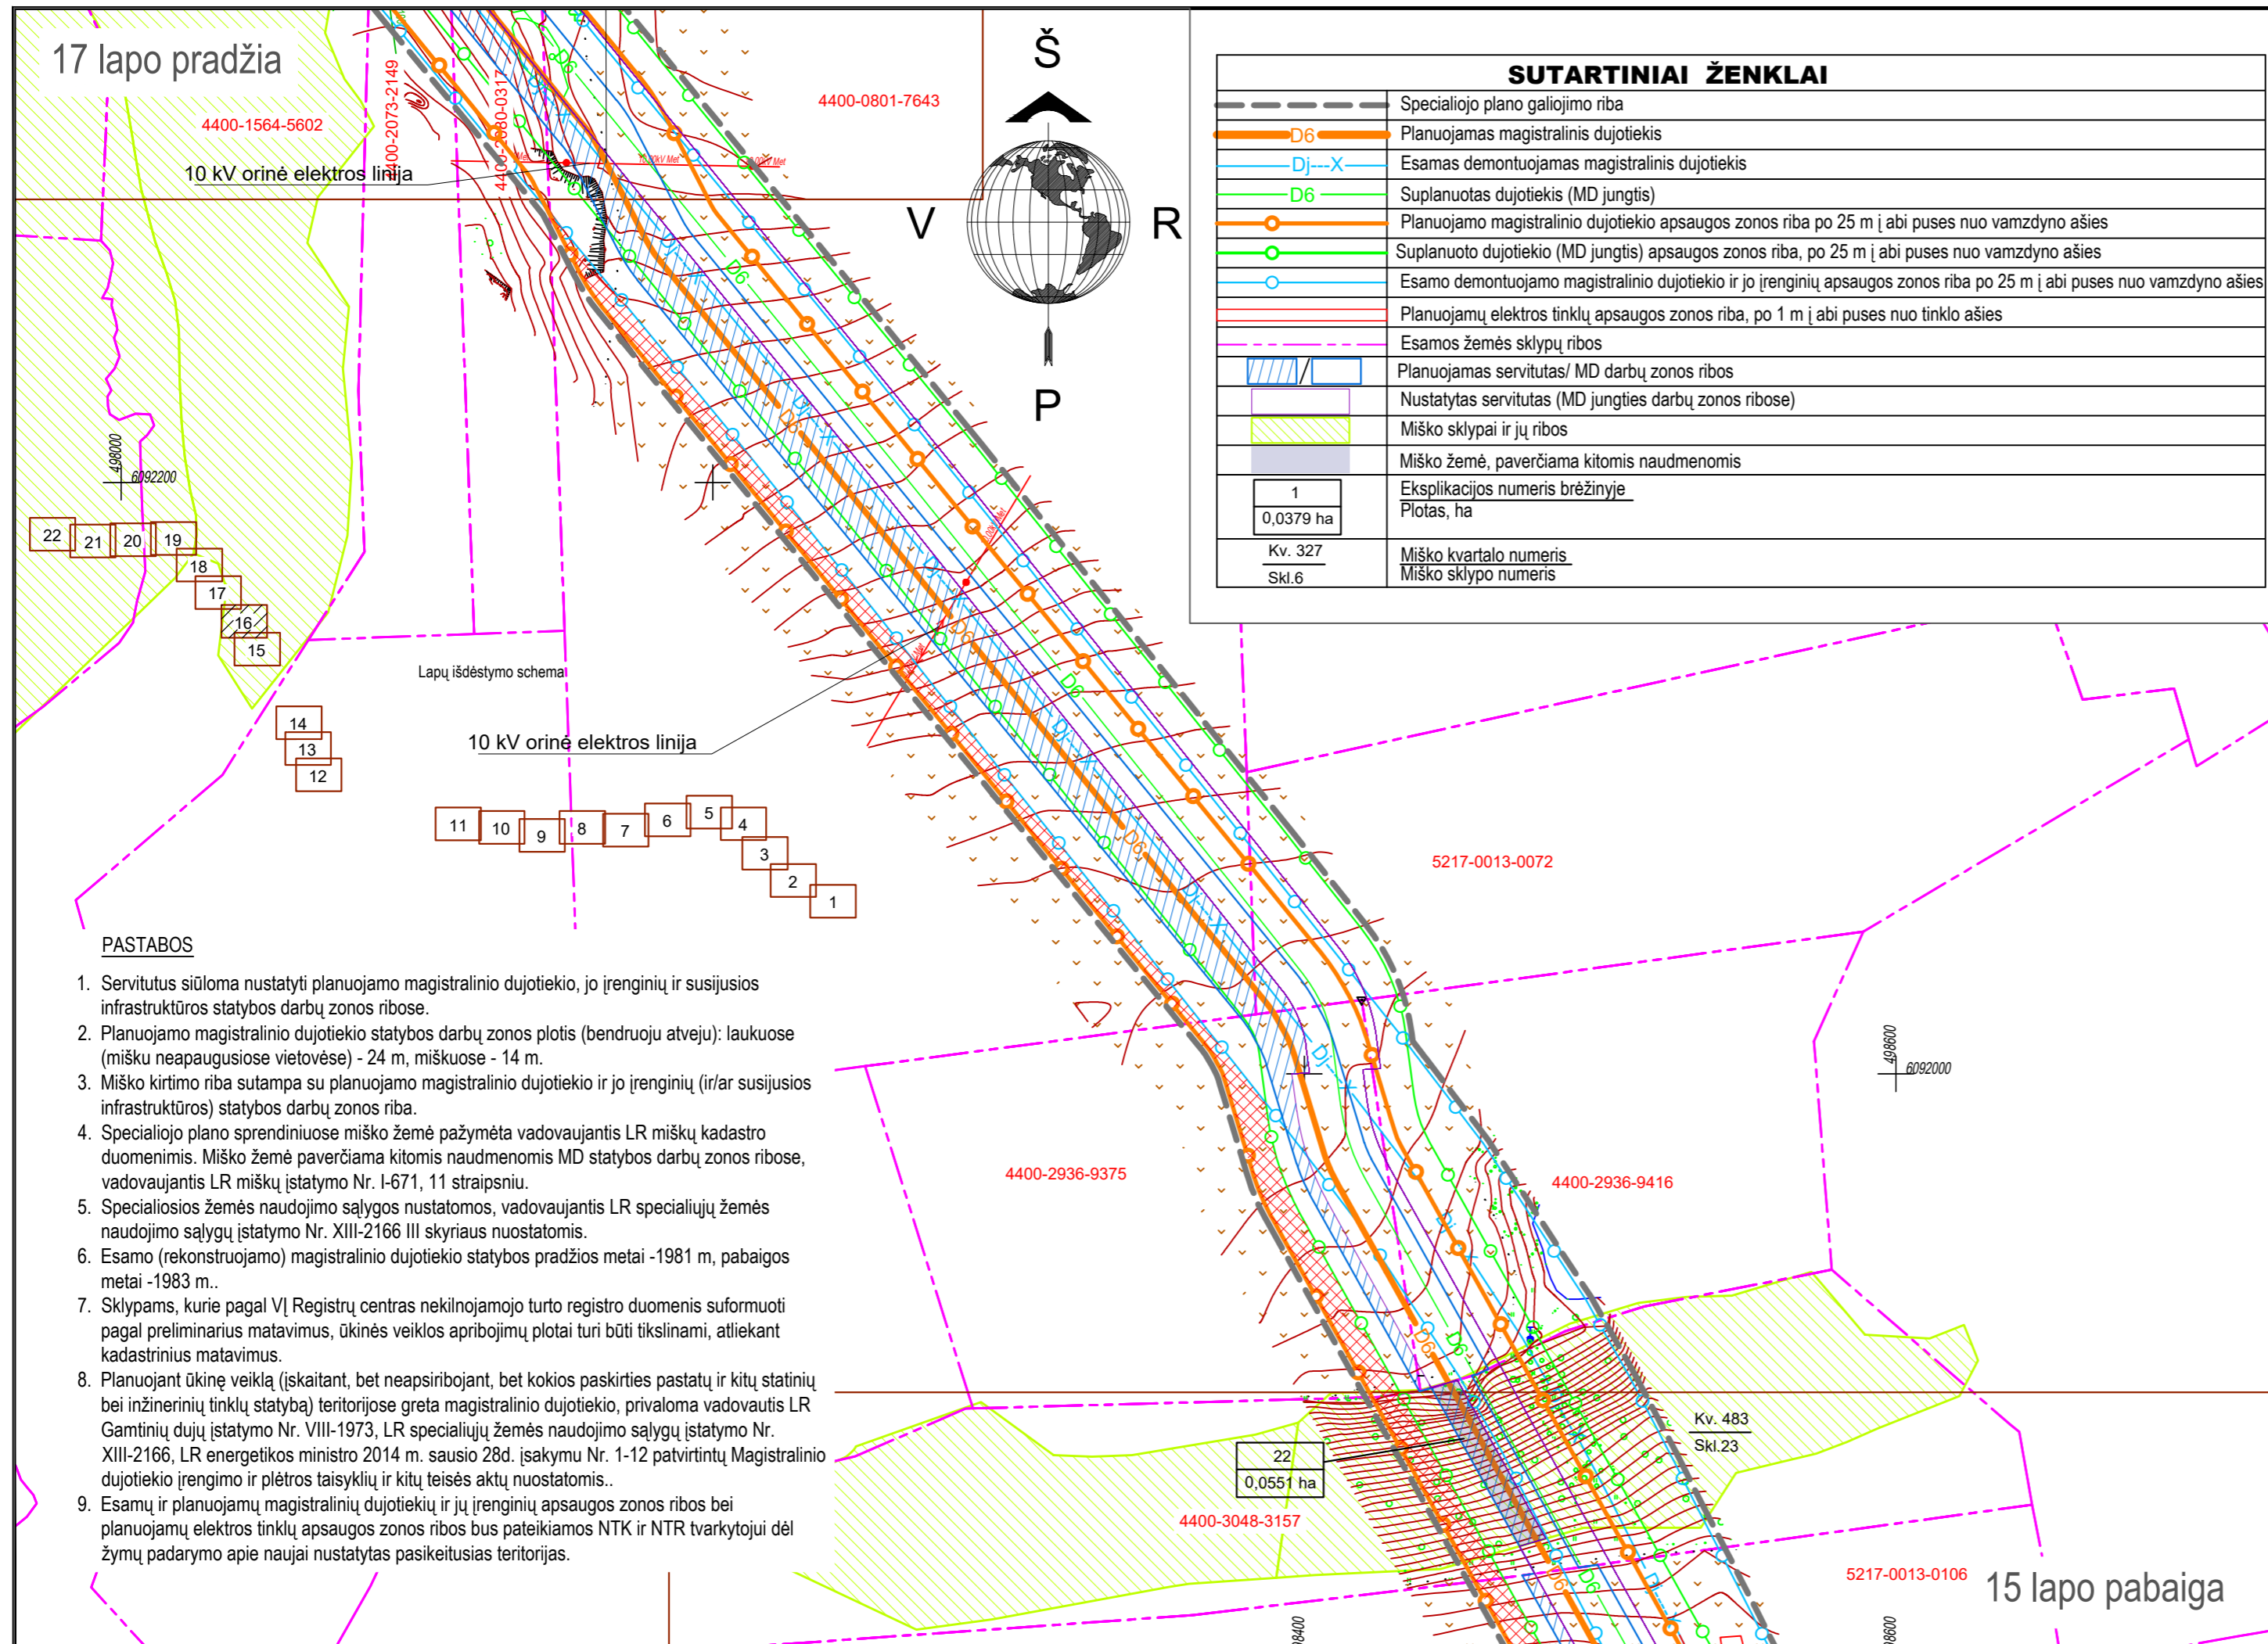 17 lapo pradžia
4400-1564-5602
4400-2073-2149
4400-2080-0317
4400-0801-7643
10 kV orinė elektros linija
Š
V
R
P
SUTARTINIAI ŽENKLAI
Specialiojo plano galiojimo riba
D6
Planuojamas magistralinis dujotiekis
Dj---X
Esamas demontuojamas magistralinis dujotiekis
D6
Suplanuotas dujotiekis (MD jungtis)
Planuojamo magistralinio dujotiekio apsaugos zonos riba po 25 m į abi puses nuo vamzdyno ašies
Suplanuoto dujotiekio (MD jungtis) apsaugos zonos riba, po 25 m į abi puses nuo vamzdyno ašies
Esamo demontuojamo magistralinio dujotiekio ir jo įrenginių apsaugos zonos riba po 25 m į abi puses nuo vamzdyno ašies
Planuojamų elektros tinklų apsaugos zonos riba, po 1 m į abi puses nuo tinklo ašies
Esamos žemės sklypų ribos
/
Planuojamas servitutas/ MD darbų zonos ribos
Nustatytas servitutas (MD jungties darbų zonos ribose)
Miško sklypai ir jų ribos
Miško žemė, paverčiama kitomis naudmenomis
1
0,0379 ha
Eksplikacijos numeris brėžinyje
Plotas, ha
Kv. 327
Skl.6
Miško kvartalo numeris
Miško sklypo numeris
498000
6092200
22
21
20
19
18
17
16
15
Lapų išdėstymo schema
14
13
12
10 kV orinė elektros linija
11
10
9
8
7
6
5
4
3
2
1
D6
D6
Dj---X
D6
Dj---X
D6
D6
Dj---X
D6
Dj---X
Dj---X
D6
D6
D6
D6
5217-0013-0072
498600
6092000
4400-2936-9375
4400-2936-9416
Kv. 483
Skl.23
22
0,0551 ha
4400-3048-3157
5217-0013-0106
15 lapo pabaiga
498600
PASTABOS
1. Servitutus siūloma nustatyti planuojamo magistralinio dujotiekio, jo įrenginių ir susijusios
infrastruktūros statybos darbų zonos ribose.
2. Planuojamo magistralinio dujotiekio statybos darbų zonos plotis (bendruoju atveju): laukuose
(mišku neapaugusiose vietovėse) - 24 m, miškuose - 14 m.
3. Miško kirtimo riba sutampa su planuojamo magistralinio dujotiekio ir jo įrenginių (ir/ar susijusios
infrastruktūros) statybos darbų zonos riba.
4. Specialiojo plano sprendiniuose miško žemė pažymėta vadovaujantis LR miškų kadastro
duomenimis. Miško žemė paverčiama kitomis naudmenomis MD statybos darbų zonos ribose,
vadovaujantis LR miškų įstatymo Nr. I-671, 11 straipsniu.
5. Specialiosios žemės naudojimo sąlygos nustatomos, vadovaujantis LR specialiųjų žemės
naudojimo sąlygų įstatymo Nr. XIII-2166 III skyriaus nuostatomis.
6. Esamo (rekonstruojamo) magistralinio dujotiekio statybos pradžios metai -1981 m, pabaigos
metai -1983 m..
7. Sklypams, kurie pagal VĮ Registrų centras nekilnojamojo turto registro duomenis suformuoti
pagal preliminarius matavimus, ūkinės veiklos apribojimų plotai turi būti tikslinami, atliekant
kadastrinius matavimus.
8. Planuojant ūkinę veiklą (įskaitant, bet neapsiribojant, bet kokios paskirties pastatų ir kitų statinių
bei inžinerinių tinklų statybą) teritorijose greta magistralinio dujotiekio, privaloma vadovautis LR
Gamtinių dujų įstatymo Nr. VIII-1973, LR specialiųjų žemės naudojimo sąlygų įstatymo Nr.
XIII-2166, LR energetikos ministro 2014 m. sausio 28d. įsakymu Nr. 1-12 patvirtintų Magistralinio
dujotiekio įrengimo ir plėtros taisyklių ir kitų teisės aktų nuostatomis..
9. Esamų ir planuojamų magistralinių dujotiekių ir jų įrenginių apsaugos zonos ribos bei
planuojamų elektros tinklų apsaugos zonos ribos bus pateikiamos NTK ir NTR tvarkytojui dėl
žymų padarymo apie naujai nustatytas pasikeitusias teritorijas.